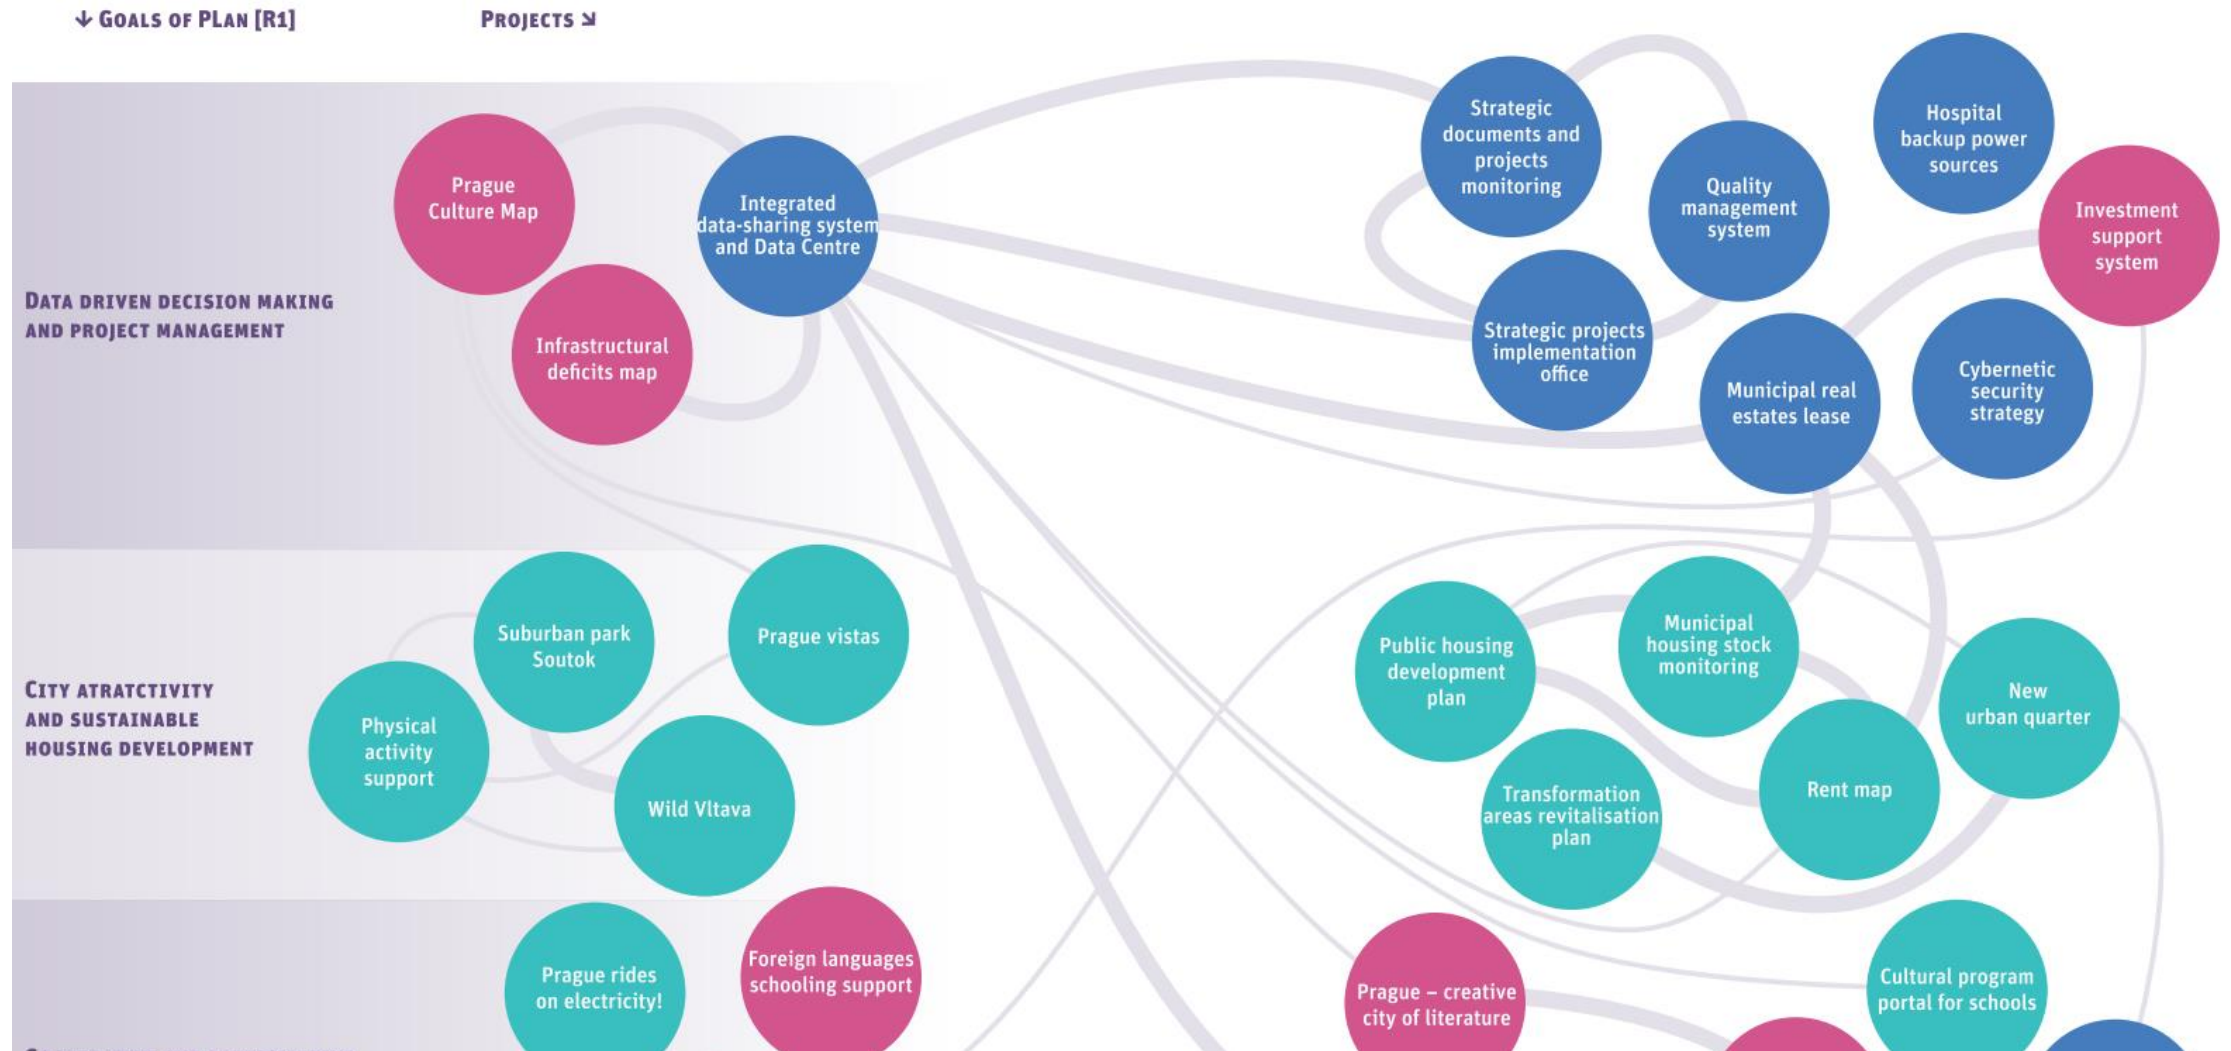 ↓ Goals of PLan [R1]
Projects ↘
Data driven decision making
and project management
Prague
Culture Map
Integrated
data-sharing system
and Data Centre
Infrastructural
deficits map
Strategic
documents and
projects
monitoring
Quality
management
system
Hospital
backup power
sources
Investment
support
system
Strategic projects
implementation
office
Municipal real
estates lease
Cybernetic
security
strategy
City atratctivity
and sustainable
housing development
Suburban park
Soutok
Prague vistas
Physical
activity
support
Wild Vltava
Public housing
development
plan
Municipal
housing stock
monitoring
New
urban quarter
Transformation
areas revitalisation
plan
Rent map
Prague rides
on electricity!
Foreign languages
schooling support
Prague – creative
city of literature
Cultural program
portal for schools